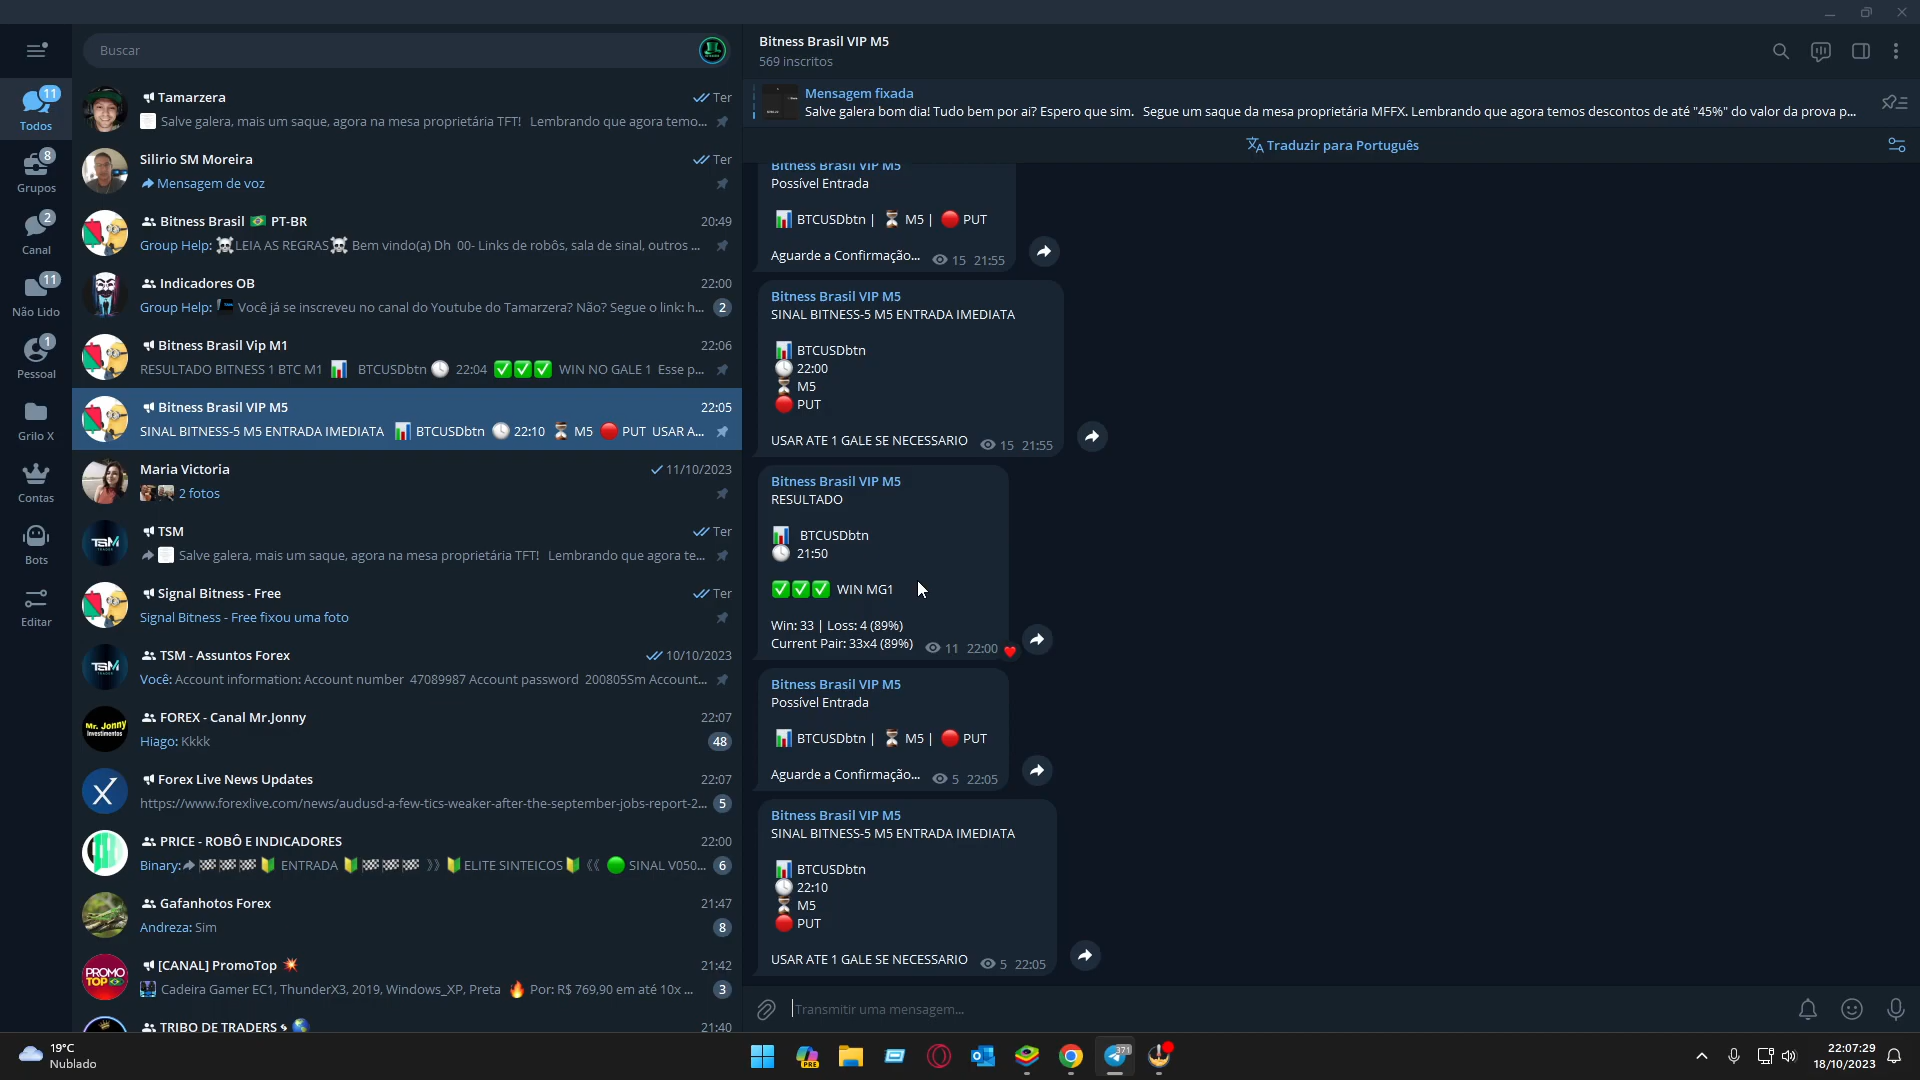 Buscar
Todos
11
Grupos
8
Canal
2
Não Lido
11
Pessoal
1
Grilo X
Contas
Bots
Editar
Tamarzera
Ter
Salve galera, mais um saque, agora na mesa proprietária TFT! Lembrando que agora temo...
Silirio SM Moreira
Ter
Mensagem de voz
Bitness Brasil 🇧🇷 PT-BR
20:49
Group Help: ☠️LEIA AS REGRAS☠️ Bem vindo(a) Dh 00- Links de robôs, sala de sinal, outros ...
Indicadores OB
22:00
Group Help: Você já se inscreveu no canal do Youtube do Tamarzera? Não? Segue o link: h...
2
Bitness Brasil Vip M1
22:06
RESULTADO BITNESS 1 BTC M1 📊 BTCUSDbtn 🕓 22:04 ✅✅✅ WIN NO GALE 1 Esse p...
Bitness Brasil VIP M5
22:05
SINAL BITNESS-5 M5 ENTRADA IMEDIATA 📊 BTCUSDbtn 🕓 22:10 ⏳ M5 🔴 PUT USAR A...
Maria Victoria
11/10/2023
2 fotos
TSM
Ter
Salve galera, mais um saque, agora na mesa proprietária TFT! Lembrando que agora te...
Signal Bitness - Free
Ter
Signal Bitness - Free fixou uma foto
TSM - Assuntos Forex
10/10/2023
Você: Account information: Account number 47089987 Account password 200805Sm Account...
FOREX - Canal Mr.Jonny
22:07
Hiago: Kkkk
48
Forex Live News Updates
22:07
https://www.forexlive.com/news/audusd-a-few-tics-weaker-after-the-september-jobs-report-2...
5
PRICE - ROBÔ E INDICADORES
22:00
Binary: 🏁🏁🏁🔰 ENTRADA 🔰🏁🏁🏁 》🔰ELITE SINTEICOS🔰《 🟢 SINAL V050...
6
Gafanhotos Forex
21:47
Andreza: Sim
8
[CANAL] PromoTop 💥
21:42
Cadeira Gamer EC1, ThunderX3, 2019, Windows_XP, Preta 🔥 Por: R$ 769,90 em até 10x ...
3
TRIBO DE TRADERS 🌎
21:40
TSM
TSM
Mr. Jonny
Investimentos
PROMO
TOP
Bitness Brasil VIP M5
569 inscritos
Mensagem fixada
Salve galera bom dia! Tudo bem por ai? Espero que sim. Segue um saque da mesa proprietária MFFX. Lembrando que agora temos descontos de até "45%" do valor da prova p...
Traduzir para Português
Bitness Brasil VIP M5
Possível Entrada
📊 BTCUSDbtn | ⏳ M5 | 🔴 PUT
Aguarde a Confirmação... 15 21:55
Bitness Brasil VIP M5
SINAL BITNESS-5 M5 ENTRADA IMEDIATA
📊 BTCUSDbtn
🕓 22:00
⏳ M5
🔴 PUT
USAR ATE 1 GALE SE NECESSARIO 15 21:55
Bitness Brasil VIP M5
RESULTADO
📊 BTCUSDbtn
🕓 21:50
✅✅✅ WIN MG1
Win: 33 | Loss: 4 (89%)
Current Pair: 33x4 (89%) 11 22:00
Bitness Brasil VIP M5
Possível Entrada
📊 BTCUSDbtn | ⏳ M5 | 🔴 PUT
Aguarde a Confirmação... 5 22:05
Bitness Brasil VIP M5
SINAL BITNESS-5 M5 ENTRADA IMEDIATA
📊 BTCUSDbtn
🕓 22:10
⏳ M5
🔴 PUT
USAR ATE 1 GALE SE NECESSARIO 5 22:05
Transmitir uma mensagem...
19°C
Nublado
PRE
371
22:07:29
18/10/2023